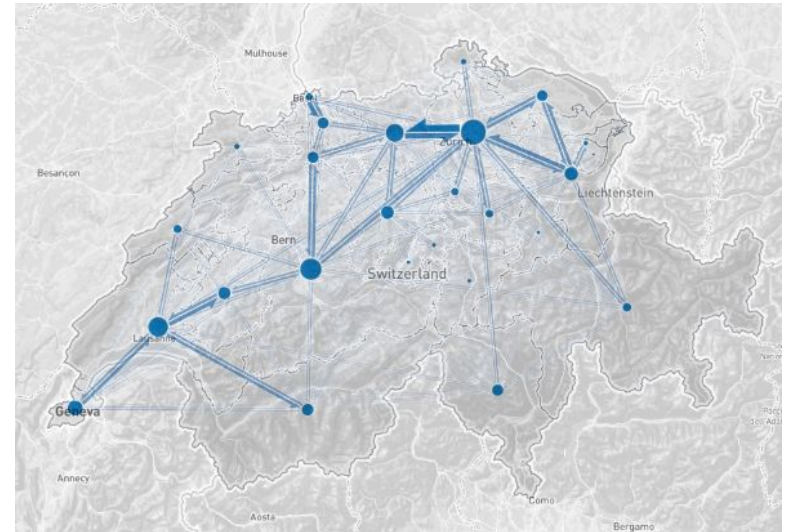 Mulhouse
Zürich
Besançon
Liechtenstein
Bern
Switzerland
Lausanne
Geneva
Annecy
Aosta
Como
Bergamo